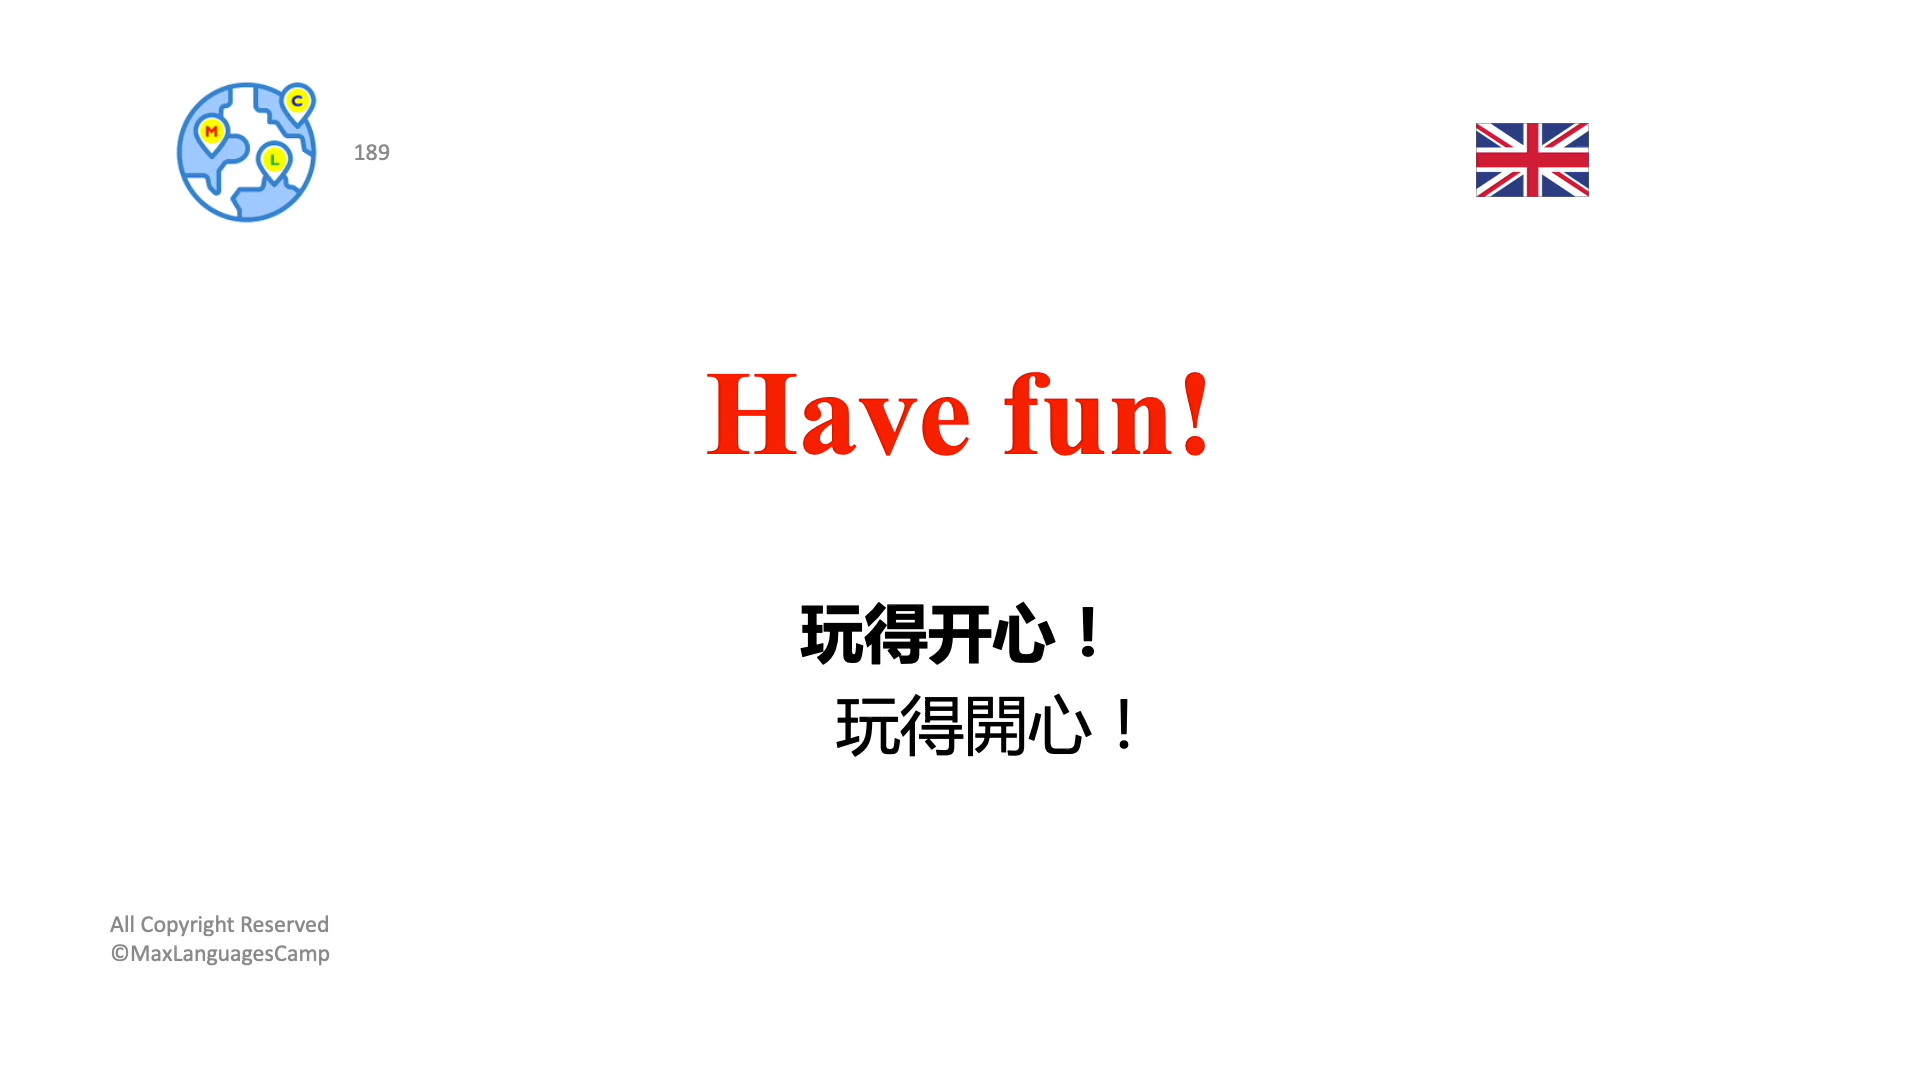 C
M
L
189
Have fun!
玩得开心！
玩得開心！
All Copyright Reserved
©MaxLanguagesCamp